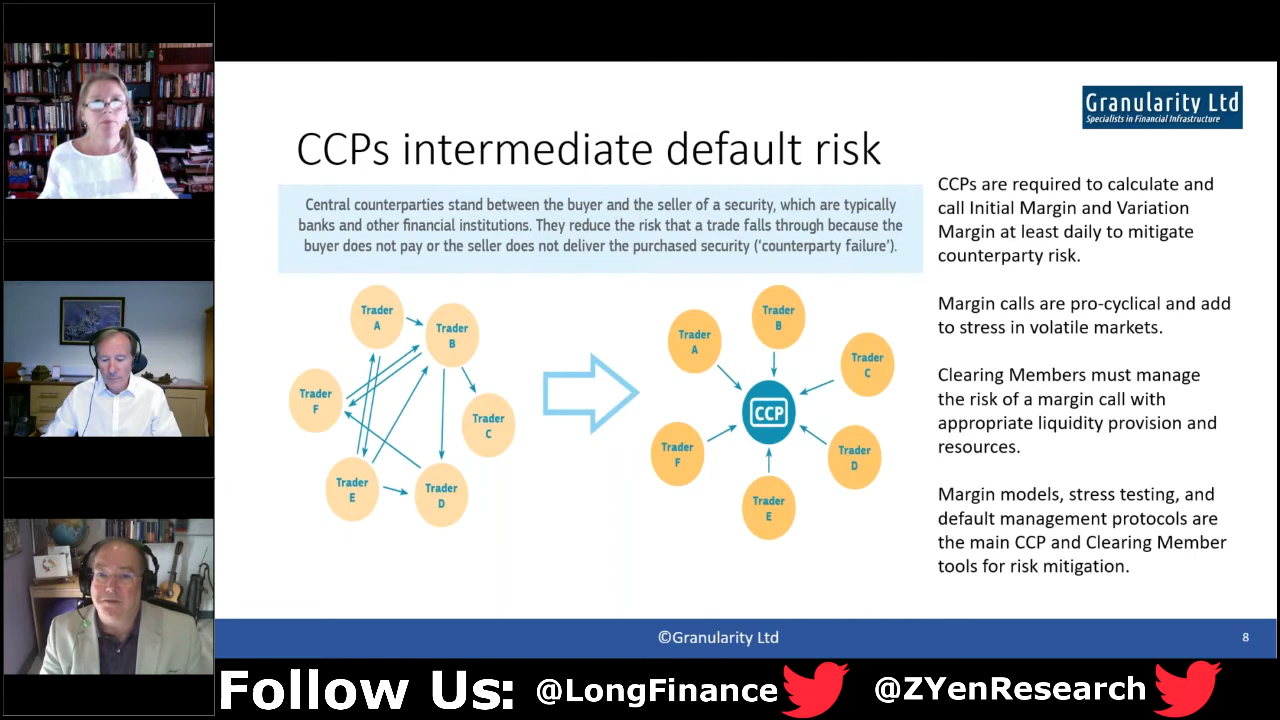 Granularity Ltd
Specialists in Financial Infrastructure
CCPs intermediate default risk
Central counterparties stand between the buyer and the seller of a security, which are typically
banks and other financial institutions. They reduce the risk that a trade falls through because the
buyer does not pay or the seller does not deliver the purchased security ('counterparty failure').
Trader
A
Trader
B
Trader
F
Trader
C
Trader
E
Trader
D
Trader
B
Trader
A
Trader
C
CCP
Trader
F
Trader
D
Trader
E
CCPs are required to calculate and
call Initial Margin and Variation
Margin at least daily to mitigate
counterparty risk.
Margin calls are pro-cyclical and add
to stress in volatile markets.
Clearing Members must manage
the risk of a margin call with
appropriate liquidity provision and
resources.
Margin models, stress testing, and
default management protocols are
the main CCP and Clearing Member
tools for risk mitigation.
©Granularity Ltd
8
Follow Us: @LongFinance @ZYenResearch